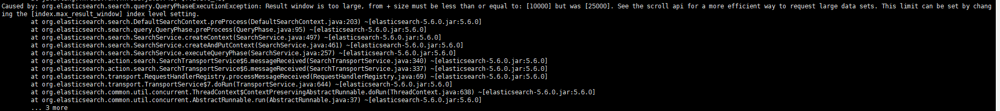 Caused by: org.elasticsearch.search.query.QueryPhaseExecutionException: Result window is too large, from + size must be less than or equal to: [10000] but was [25000]. See the scroll api for a more efficient way to request large data sets. This limit can be set by chang
ing the [index.max_result_window] index level setting.
at org.elasticsearch.search.DefaultSearchContext.preProcess(DefaultSearchContext.java:203) ~[elasticsearch-5.6.0.jar:5.6.0]
at org.elasticsearch.search.query.QueryPhase.preProcess(QueryPhase.java:95) ~[elasticsearch-5.6.0.jar:5.6.0]
at org.elasticsearch.search.SearchService.createContext(SearchService.java:497) ~[elasticsearch-5.6.0.jar:5.6.0]
at org.elasticsearch.search.SearchService.createAndPutContext(SearchService.java:461) ~[elasticsearch-5.6.0.jar:5.6.0]
at org.elasticsearch.search.SearchService.executeQueryPhase(SearchService.java:257) ~[elasticsearch-5.6.0.jar:5.6.0]
at org.elasticsearch.action.search.SearchTransportService$6.messageReceived(SearchTransportService.java:340) ~[elasticsearch-5.6.0.jar:5.6.0]
at org.elasticsearch.action.search.SearchTransportService$6.messageReceived(SearchTransportService.java:337) ~[elasticsearch-5.6.0.jar:5.6.0]
at org.elasticsearch.transport.RequestHandlerRegistry.processMessageReceived(RequestHandlerRegistry.java:69) ~[elasticsearch-5.6.0.jar:5.6.0]
at org.elasticsearch.transport.TransportService$7.doRun(TransportService.java:644) ~[elasticsearch-5.6.0.jar:5.6.0]
at org.elasticsearch.common.util.concurrent.ThreadContext$ContextPreservingAbstractRunnable.doRun(ThreadContext.java:638) ~[elasticsearch-5.6.0.jar:5.6.0]
at org.elasticsearch.common.util.concurrent.AbstractRunnable.run(AbstractRunnable.java:37) ~[elasticsearch-5.6.0.jar:5.6.0]
... 3 more